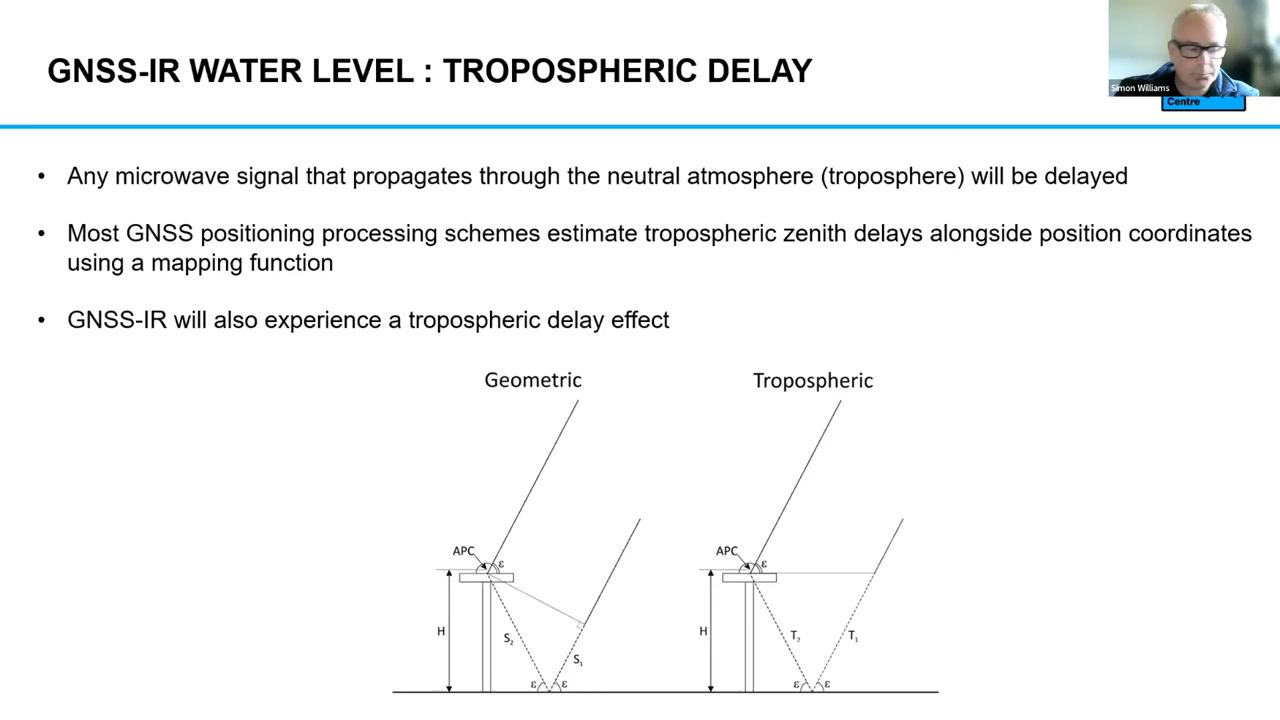 GNSS-IR WATER LEVEL : TROPOSPHERIC DELAY
Simon Williams
Centre
• Any microwave signal that propagates through the neutral atmosphere (troposphere) will be delayed
• Most GNSS positioning processing schemes estimate tropospheric zenith delays alongside position coordinates
using a mapping function
• GNSS-IR will also experience a tropospheric delay effect
Geometric
Tropospheric
APC
ε
H
S₂
S₁
ε
ε
APC
ε
H
T₂
T₁
ε
ε